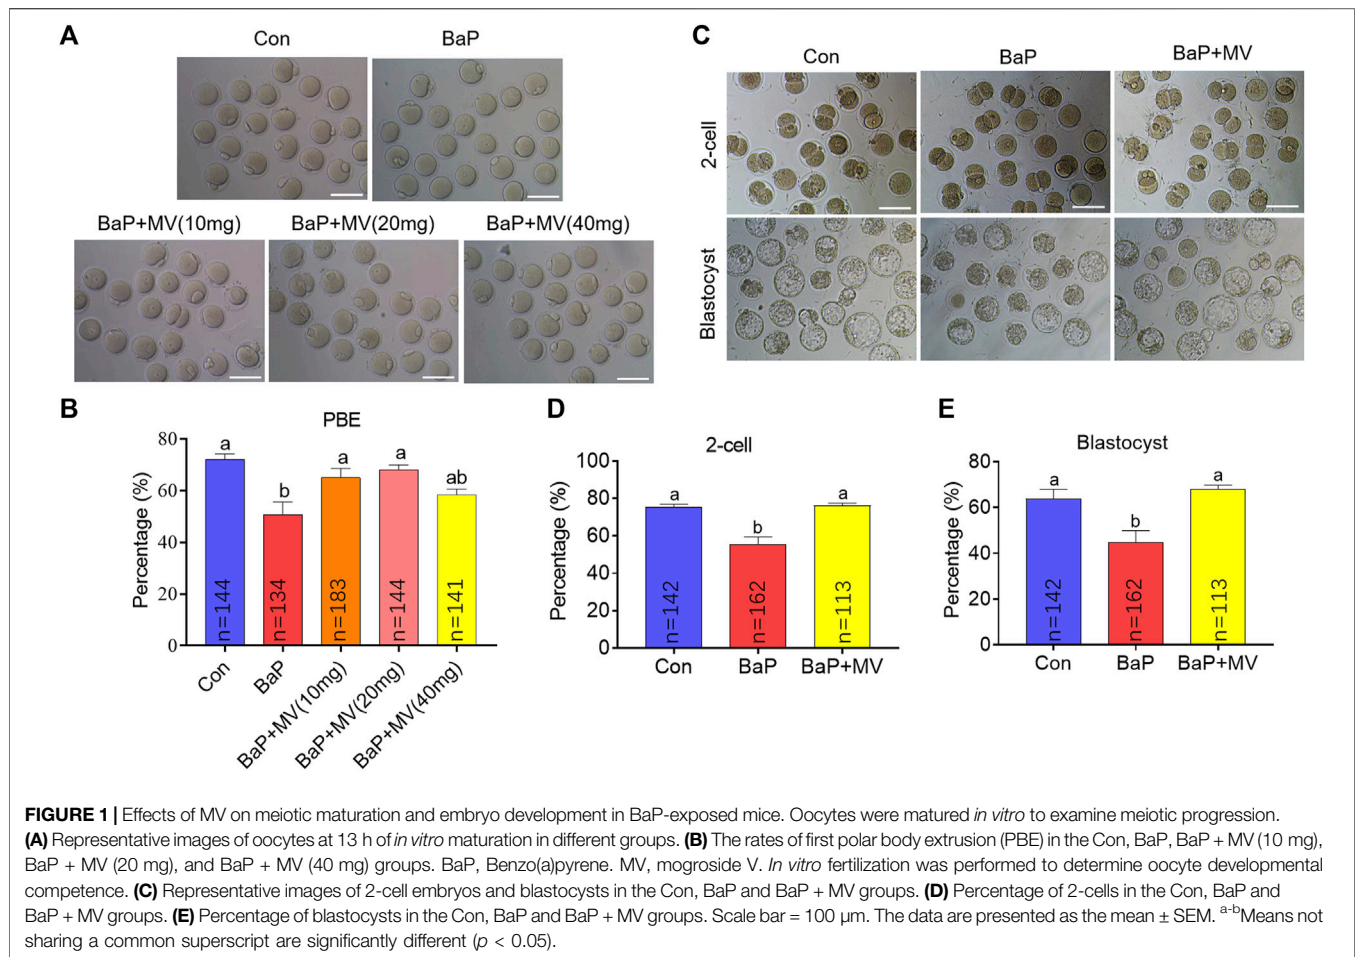 A
Con
BaP
BaP+MV(10mg)
BaP+MV(20mg)
BaP+MV(40mg)
C
Con
BaP
BaP+MV
2-cell
Blastocyst
B
PBE
Percentage (%)
80
60
40
20
0
a
b
a
a
ab
n=144
n=134
n=183
n=144
n=141
Con
BaP
BaP+MV(10mg)
BaP+MV(20mg)
BaP+MV(40mg)
D
2-cell
Percentage (%)
100
80
60
40
20
0
a
b
a
n=142
n=162
n=113
Con
BaP
BaP+MV
E
Blastocyst
Percentage (%)
80
60
40
20
0
a
b
a
n=142
n=162
n=113
Con
BaP
BaP+MV
FIGURE 1 | Effects of MV on meiotic maturation and embryo development in BaP-exposed mice. Oocytes were matured in vitro to examine meiotic progression.
(A) Representative images of oocytes at 13 h of in vitro maturation in different groups. (B) The rates of first polar body extrusion (PBE) in the Con, BaP, BaP + MV (10 mg),
BaP + MV (20 mg), and BaP + MV (40 mg) groups. BaP, Benzo(a)pyrene. MV, mogroside V. In vitro fertilization was performed to determine oocyte developmental
competence. (C) Representative images of 2-cell embryos and blastocysts in the Con, BaP and BaP + MV groups. (D) Percentage of 2-cells in the Con, BaP and
BaP + MV groups. (E) Percentage of blastocysts in the Con, BaP and BaP + MV groups. Scale bar = 100 µm. The data are presented as the mean ± SEM. a-bMeans not
sharing a common superscript are significantly different (p < 0.05).